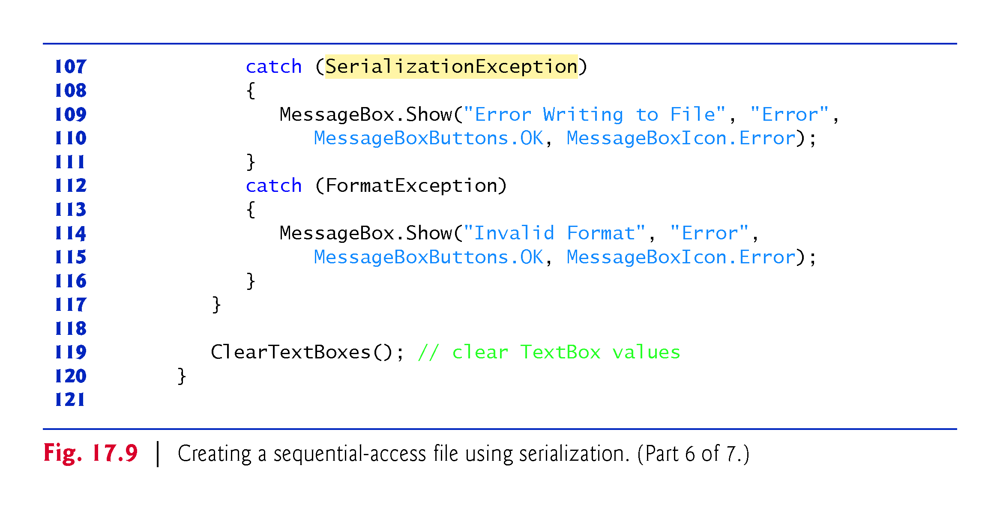 107 catch (SerializationException)
108 {
109 MessageBox.Show("Error Writing to File", "Error",
110 MessageBoxButtons.OK, MessageBoxIcon.Error);
111 }
112 catch (FormatException)
113 {
114 MessageBox.Show("Invalid Format", "Error",
115 MessageBoxButtons.OK, MessageBoxIcon.Error);
116 }
117 }
118
119 ClearTextBoxes(); // clear TextBox values
120 }
121
Fig. 17.9 | Creating a sequential-access file using serialization. (Part 6 of 7.)